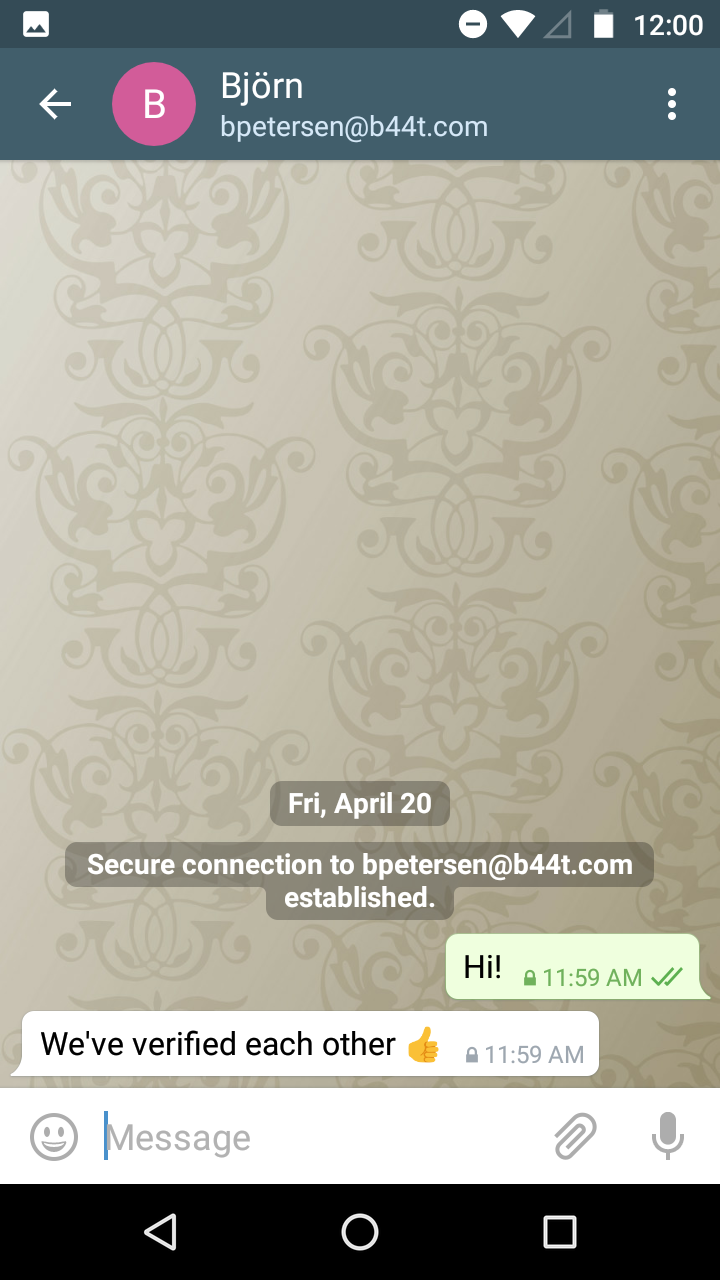 12:00
B
Björn
bpetersen@b44t.com
Fri, April 20
Secure connection to bpetersen@b44t.com
established.
Hi! 11:59 AM
We've verified each other 👍 11:59 AM
Message